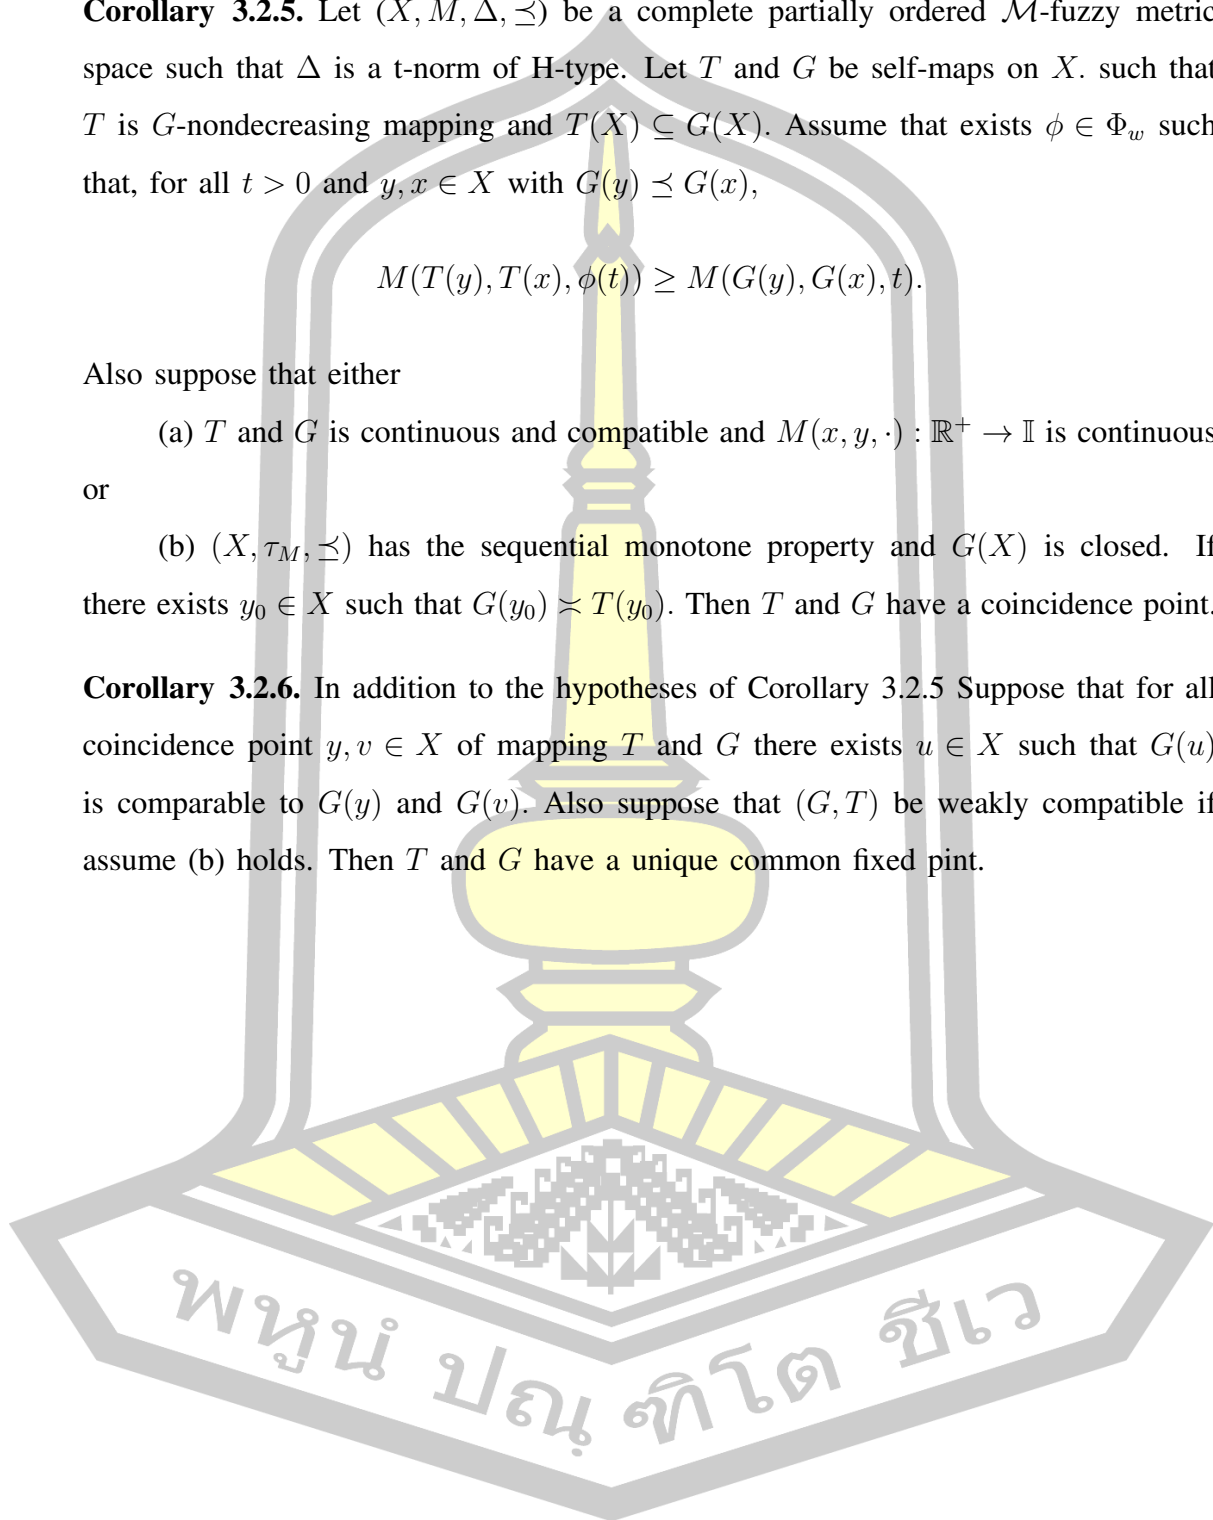 Corollary 3.2.5. Let (X, M, Δ, ⪯) be a complete partially ordered ℳ-fuzzy metric
space such that Δ is a t-norm of H-type. Let T and G be self-maps on X. such that
T is G-nondecreasing mapping and T(X) ⊆ G(X). Assume that exists ϕ ∈ Φ_w such
that, for all t > 0 and y, x ∈ X with G(y) ⪯ G(x),
M(T(y), T(x), ϕ(t)) ≥ M(G(y), G(x), t).
Also suppose that either
(a) T and G is continuous and compatible and M(x, y, ·) : ℝ⁺ → 𝕀 is continuous
or
(b) (X, τ_M, ⪯) has the sequential monotone property and G(X) is closed. If
there exists y₀ ∈ X such that G(y₀) ≍ T(y₀). Then T and G have a coincidence point.
Corollary 3.2.6. In addition to the hypotheses of Corollary 3.2.5 Suppose that for all
coincidence point y, v ∈ X of mapping T and G there exists u ∈ X such that G(u)
is comparable to G(y) and G(v). Also suppose that (G, T) be weakly compatible if
assume (b) holds. Then T and G have a unique common fixed pint.
พหูนํ ปณฺฑิโต ชีเว